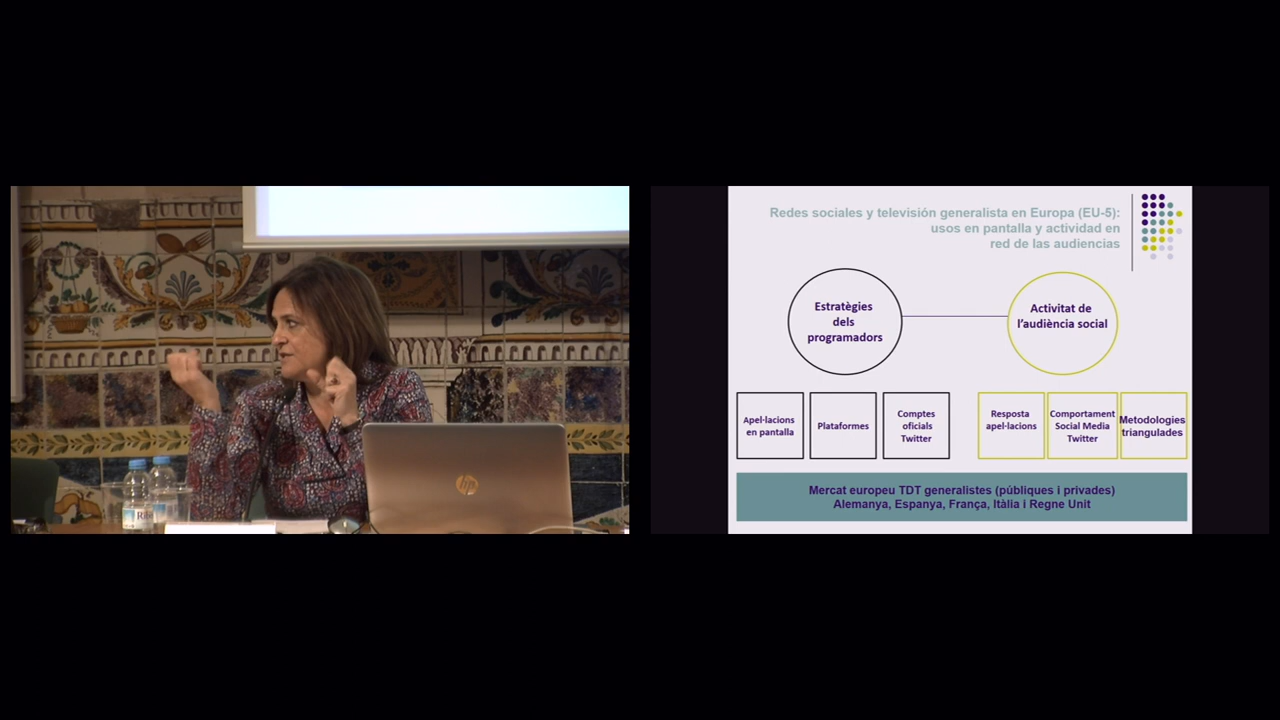 Redes sociales y televisión generalista en Europa (EU-5):
usos en pantalla y actividad en
red de las audiencias
Estratègies
dels
programadors
Activitat de
l'audiència social
Apel·lacions
en pantalla
Plataformes
Comptes
oficials
Twitter
Resposta
apel·lacions
Comportament
Social Media
Twitter
Metodologies
triangulades
Mercat europeu TDT generalistes (públiques i privades)
Alemanya, Espanya, França, Itàlia i Regne Unit
hp